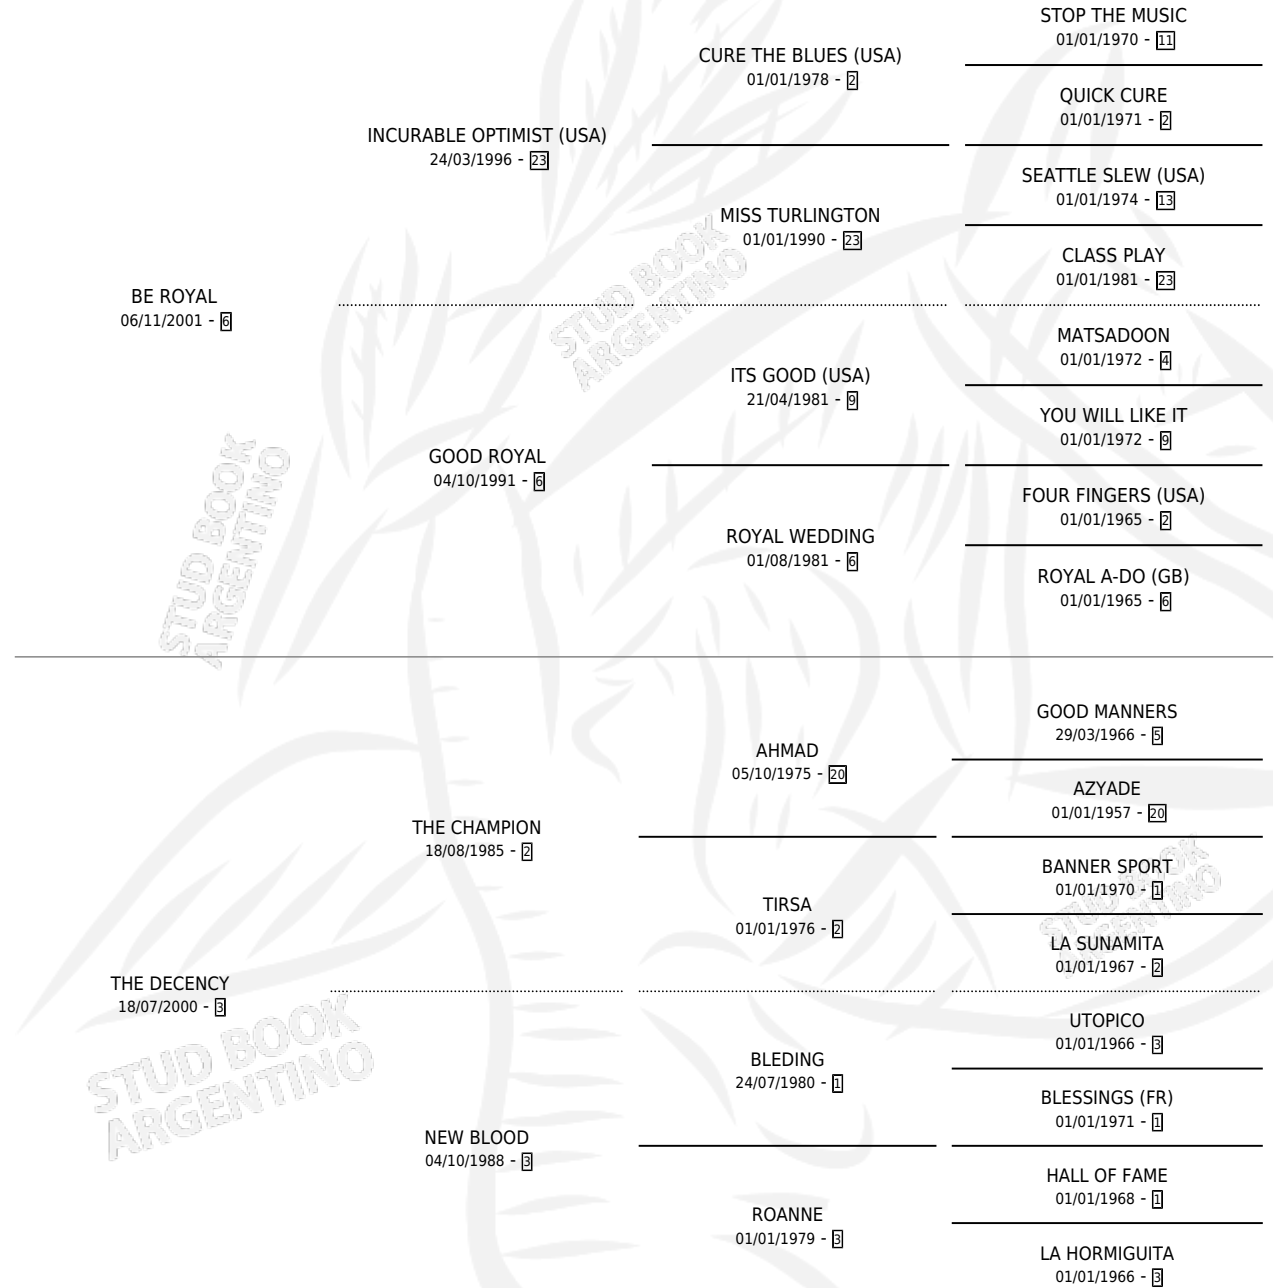 STOP THE MUSIC
01/01/1970 - 11
CURE THE BLUES (USA)
01/01/1978 - 2
QUICK CURE
01/01/1971 - 2
INCURABLE OPTIMIST (USA)
24/03/1996 - 23
SEATTLE SLEW (USA)
01/01/1974 - 13
MISS TURLINGTON
01/01/1990 - 23
CLASS PLAY
01/01/1981 - 23
BE ROYAL
06/11/2001 - 6
STUD BOOK
ARGENTINO
MATSADOON
01/01/1972 - 4
ITS GOOD (USA)
21/04/1981 - 9
YOU WILL LIKE IT
01/01/1972 - 9
GOOD ROYAL
04/10/1991 - 6
FOUR FINGERS (USA)
01/01/1965 - 2
ROYAL WEDDING
01/08/1981 - 6
ROYAL A-DO (GB)
01/01/1965 - 6
STUD BOOK
ARGENTINO
GOOD MANNERS
29/03/1966 - 5
AHMAD
05/10/1975 - 20
AZYADE
01/01/1957 - 20
THE CHAMPION
18/08/1985 - 2
BANNER SPORT
01/01/1970 - 1
TIRSA
01/01/1976 - 2
LA SUNAMITA
01/01/1967 - 2
STUD BOOK
ARGENTINO
THE DECENCY
18/07/2000 - 3
UTOPICO
01/01/1966 - 3
BLEDING
24/07/1980 - 1
BLESSINGS (FR)
01/01/1971 - 1
STUD BOOK
ARGENTINO
NEW BLOOD
04/10/1988 - 3
HALL OF FAME
01/01/1968 - 1
ROANNE
01/01/1979 - 3
LA HORMIGUITA
01/01/1966 - 3